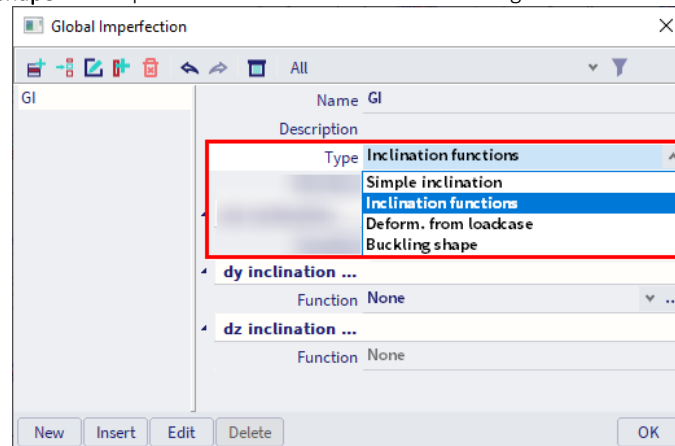 Global Imperfection
All
GI
Name GI
Description
Type Inclination functions
Simple inclination
Inclination functions
Deform. from loadcase
Buckling shape
dy inclination ...
Function None
dz inclination ...
Function None
New Insert Edit Delete OK